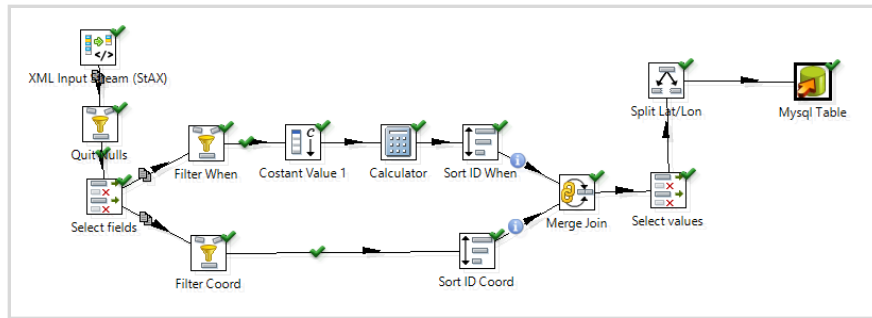 XML Input Stream (StAX)
Quit Nulls
Select fields
Filter When
Costant Value 1
Calculator
Sort ID When
Filter Coord
Sort ID Coord
Merge Join
Select values
Split Lat/Lon
Mysql Table